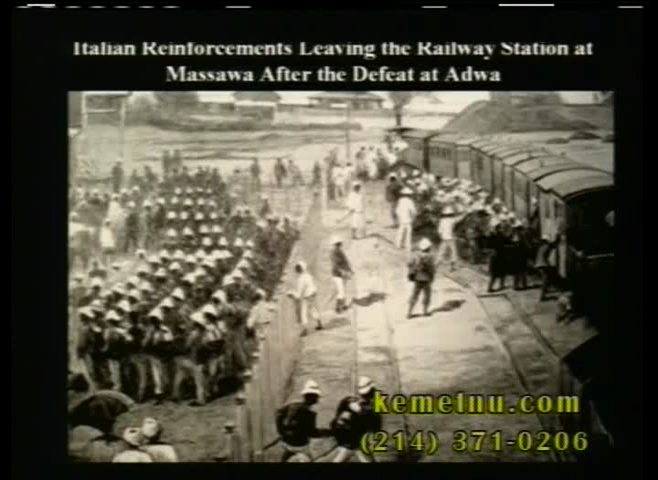 Italian Reinforcements Leaving the Railway Station at
Massawa After the Defeat at Adwa
kemetnu.com
(214) 371-0206